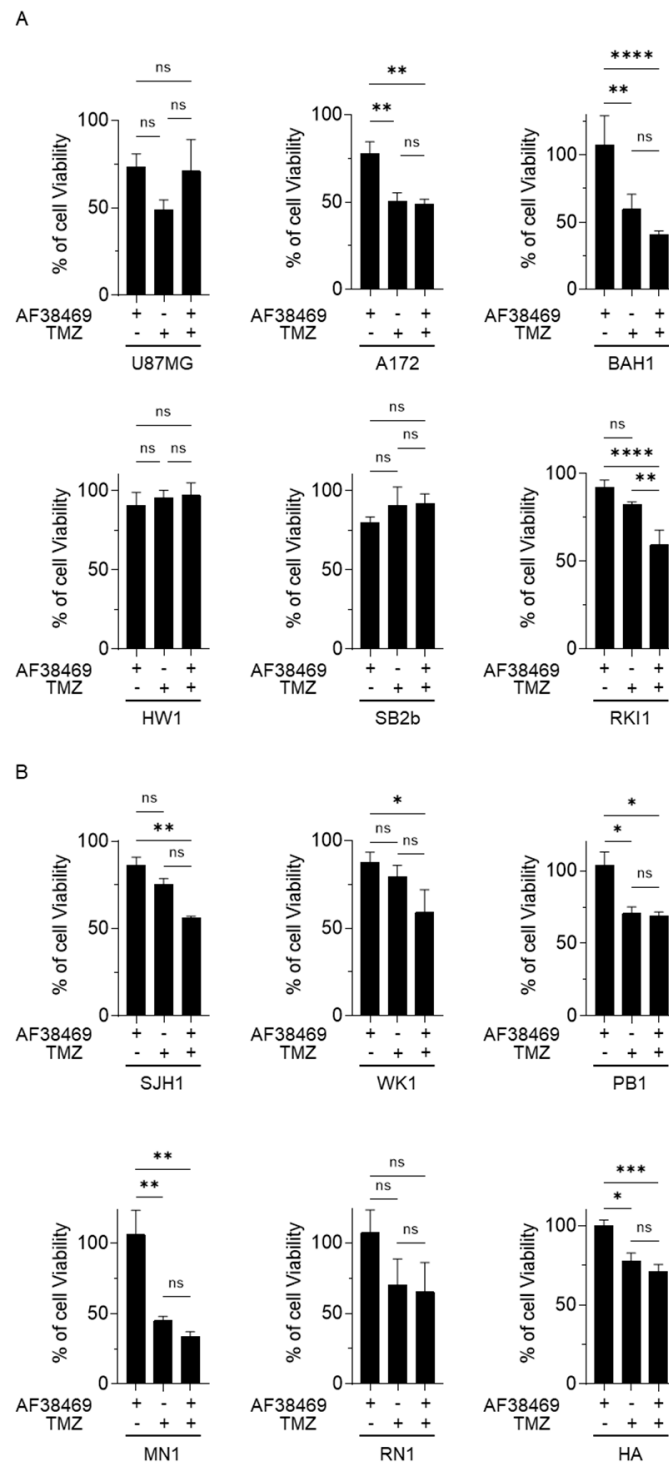 A
ns ** ****
ns ns ** ns ** ns
% of cell Viability % of cell Viability % of cell Viability
100 100 100
50 50 50
0 0 0
AF38469 + - + AF38469 + - + AF38469 + - +
TMZ - + + TMZ - + + TMZ - + +
U87MG A172 BAH1
ns ns ns
ns ns ns ns **** **
% of cell Viability % of cell Viability % of cell Viability
100 100 100
50 50 50
0 0 0
AF38469 + - + AF38469 + - + AF38469 + - +
TMZ - + + TMZ - + + TMZ - + +
HW1 SB2b RKI1
B
ns * *
** ns ns ns * ns
% of cell Viability % of cell Viability % of cell Viability
100 100 100
50 50 50
0 0 0
AF38469 + - + AF38469 + - + AF38469 + - +
TMZ - + + TMZ - + + TMZ - + +
SJH1 WK1 PB1
** ns ***
** ns ns ns * ns
% of cell Viability % of cell Viability % of cell Viability
100 100 100
50 50 50
0 0 0
AF38469 + - + AF38469 + - + AF38469 + - +
TMZ - + + TMZ - + + TMZ - + +
MN1 RN1 HA